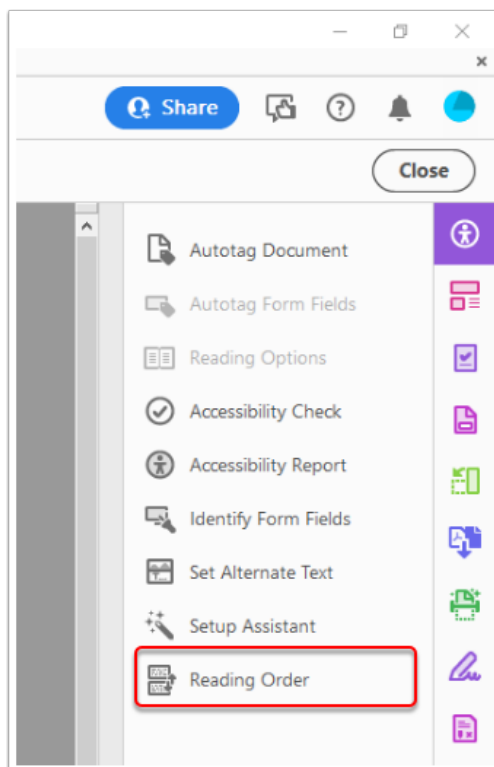 Share
Close
Autotag Document
Autotag Form Fields
Reading Options
Accessibility Check
Accessibility Report
Identify Form Fields
Set Alternate Text
Setup Assistant
Reading Order